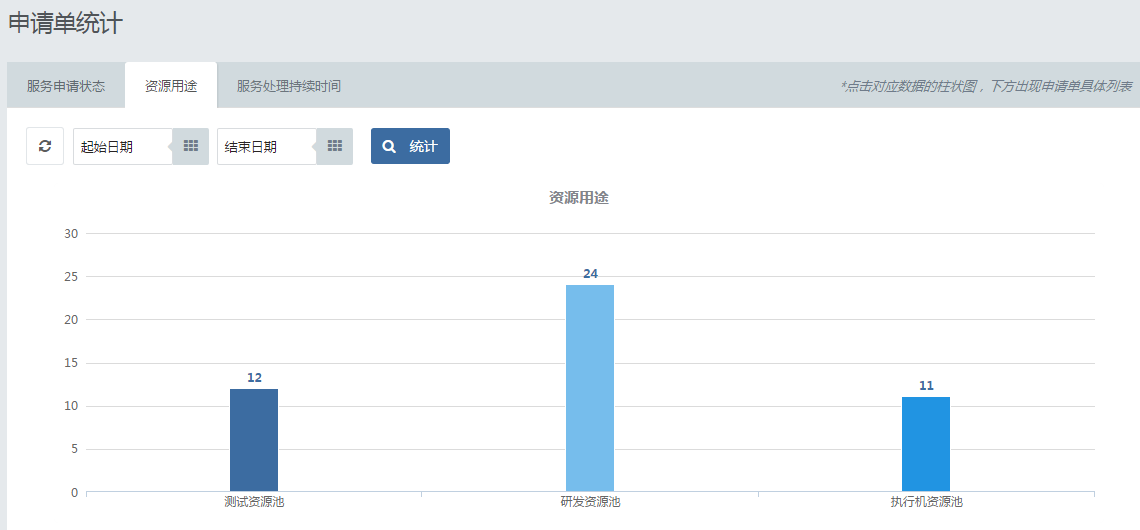 申请单统计
服务申请状态 资源用途 服务处理持续时间 *点击对应数据的柱状图，下方出现申请单具体列表
起始日期 结束日期 统计
资源用途
30
25
24
20
15
12
11
10
5
0
测试资源池 研发资源池 执行机资源池